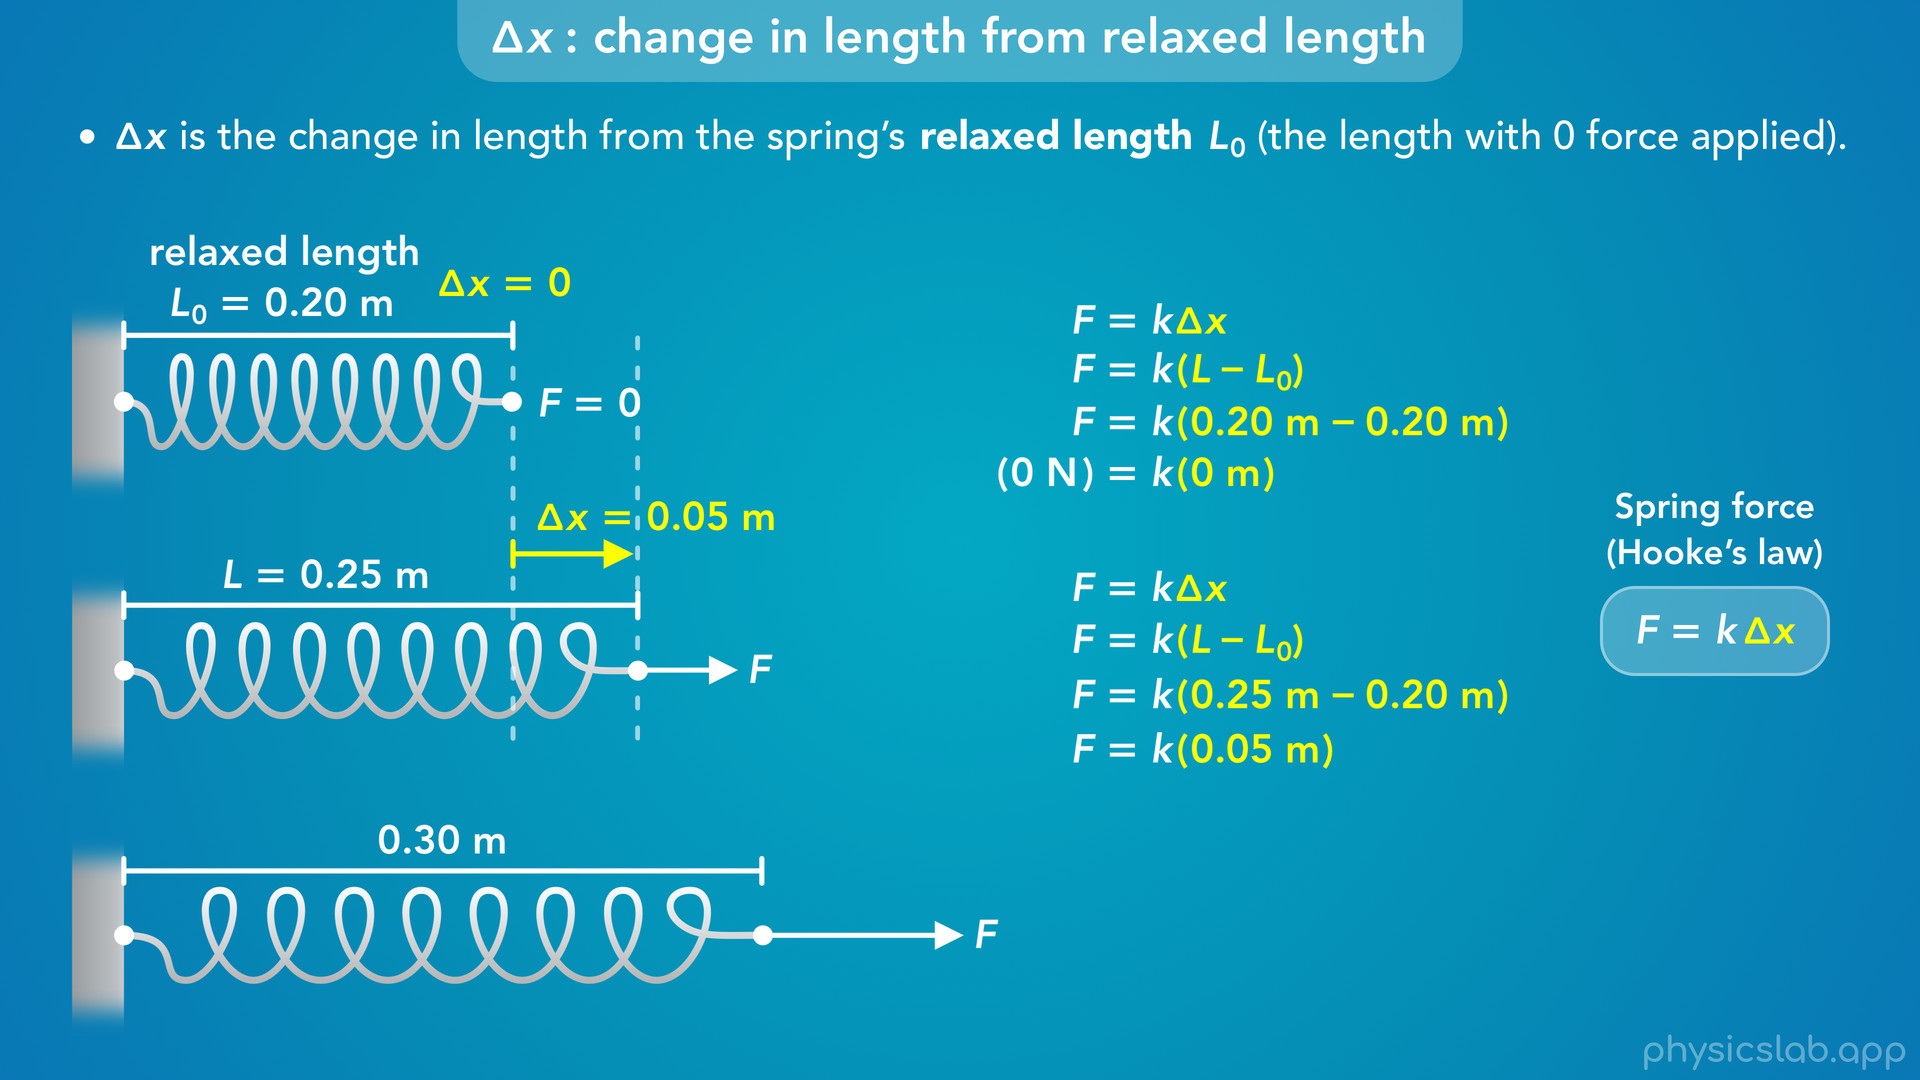 Δx : change in length from relaxed length
• Δx is the change in length from the spring’s relaxed length L₀ (the length with 0 force applied).
relaxed length
L₀ = 0.20 m
Δx = 0
F = 0
Δx = 0.05 m
L = 0.25 m
F
0.30 m
F
F = kΔx
F = k(L – L₀)
F = k(0.20 m – 0.20 m)
(0 N) = k(0 m)
F = kΔx
F = k(L – L₀)
F = k(0.25 m – 0.20 m)
F = k(0.05 m)
Spring force
(Hooke’s law)
F = kΔx
physicslab.app